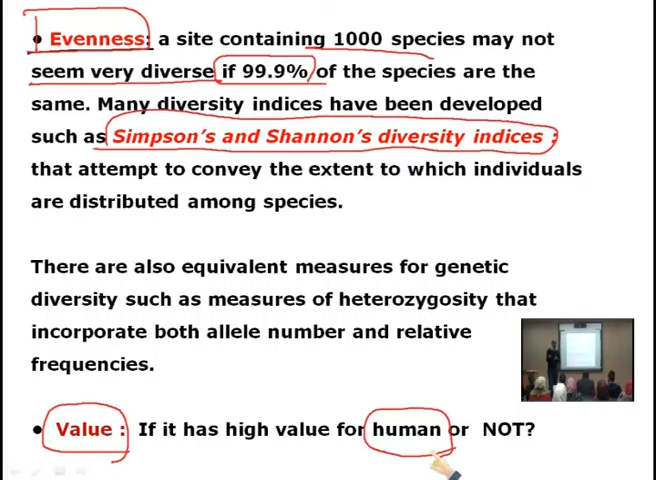 • Evenness: a site containing 1000 species may not
seem very diverse if 99.9% of the species are the
same. Many diversity indices have been developed
such as Simpson's and Shannon's diversity indices :
that attempt to convey the extent to which individuals
are distributed among species.
There are also equivalent measures for genetic
diversity such as measures of heterozygosity that
incorporate both allele number and relative
frequencies.
• Value : If it has high value for human or NOT?